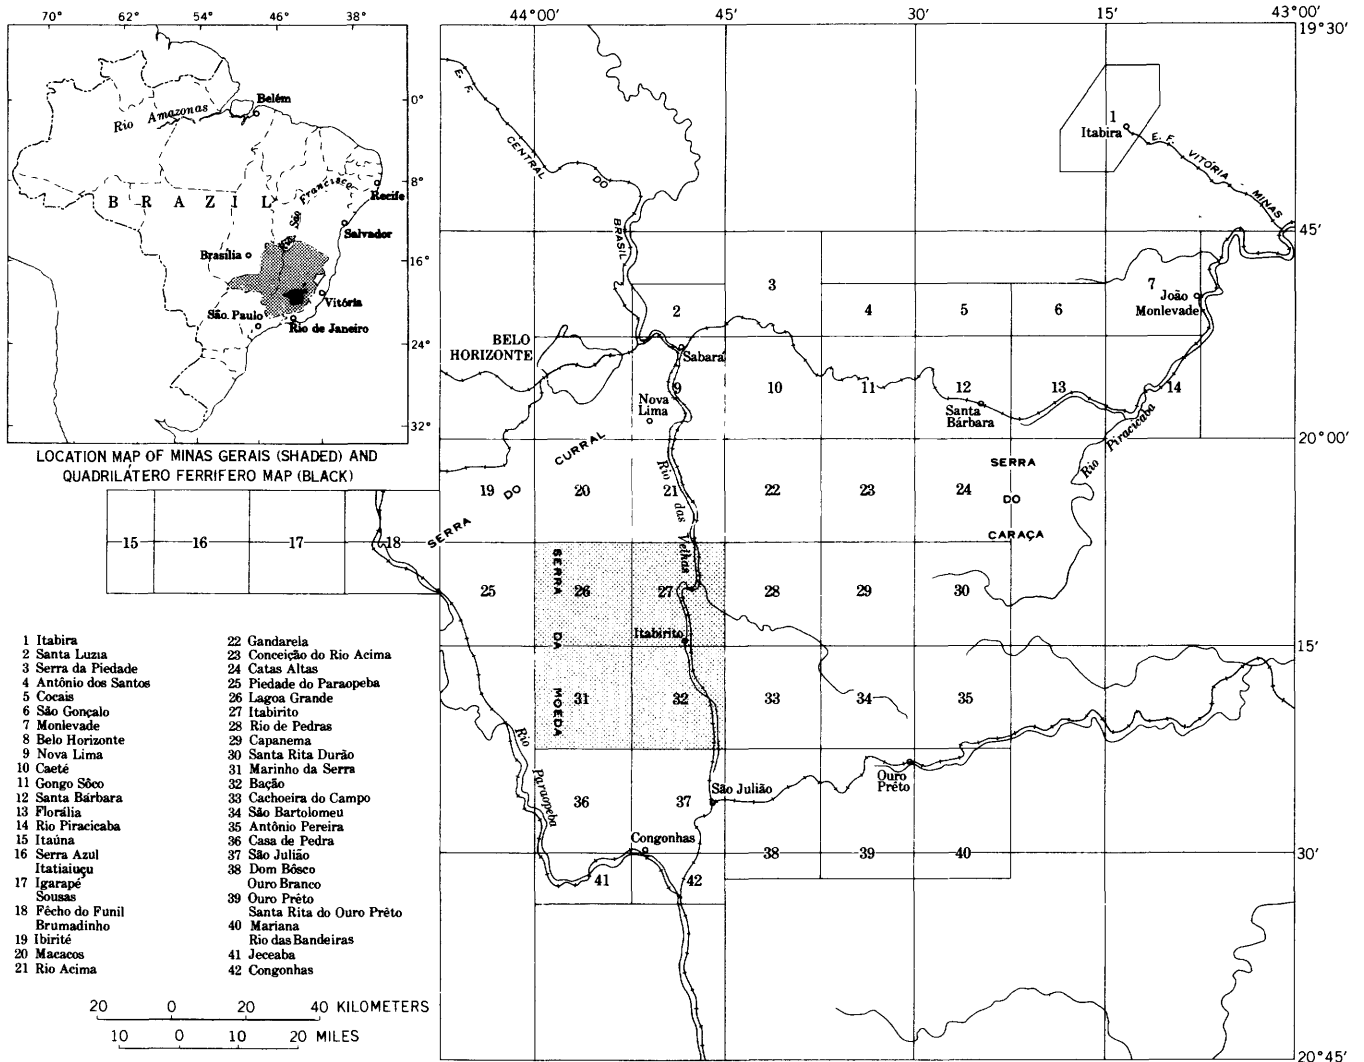 70° 62° 54° 46° 38°
0°
8°
16°
24°
32°
Belém
Rio Amazonas
BRAZIL
Rio São Francisco
Recife
Salvador
Brasília
Vitória
São Paulo
Rio de Janeiro
LOCATION MAP OF MINAS GERAIS (SHADED) AND
QUADRILÁTERO FERRIFERO MAP (BLACK)
44°00' 45' 30' 15' 43°00'
19°30'
45'
20°00'
15'
30'
20°45'
E. F. CENTRAL DO BRASIL
1
Itabira
E. F. VITÓRIA - MINAS
2
3
4
5
6
7
João
Monlevade
BELO
HORIZONTE
Sabará
9
10
11
12
13
14
Nova
Lima
Santa
Bárbara
Rio Piracicaba
SERRA DO CURRAL
Rio das Velhas
SERRA
DO
CARAÇA
15
16
17
18
19
20
21
22
23
24
25
26
27
28
29
30
SERRA DA MOEDA
Itabirito
31
32
33
34
35
Rio Paraopeba
36
37
São Julião
Ouro
Prêto
Congonhas
38
39
40
41
42
1 Itabira
2 Santa Luzia
3 Serra da Piedade
4 Antônio dos Santos
5 Cocais
6 São Gonçalo
7 Monlevade
8 Belo Horizonte
9 Nova Lima
10 Caeté
11 Gongo Sôco
12 Santa Bárbara
13 Florália
14 Rio Piracicaba
15 Itaúna
16 Serra Azul
Itatiaiuçu
17 Igarapé
Sousas
18 Fêcho do Funil
Brumadinho
19 Ibirité
20 Macacos
21 Rio Acima
22 Gandarela
23 Conceição do Rio Acima
24 Catas Altas
25 Piedade do Paraopeba
26 Lagoa Grande
27 Itabirito
28 Rio de Pedras
29 Capanema
30 Santa Rita Durão
31 Marinho da Serra
32 Bação
33 Cachoeira do Campo
34 São Bartolomeu
35 Antônio Pereira
36 Casa de Pedra
37 São Julião
38 Dom Bôsco
Ouro Branco
39 Ouro Prêto
Santa Rita do Ouro Prêto
40 Mariana
Rio das Bandeiras
41 Jeceaba
42 Congonhas
20 0 20 40 KILOMETERS
10 0 10 20 MILES